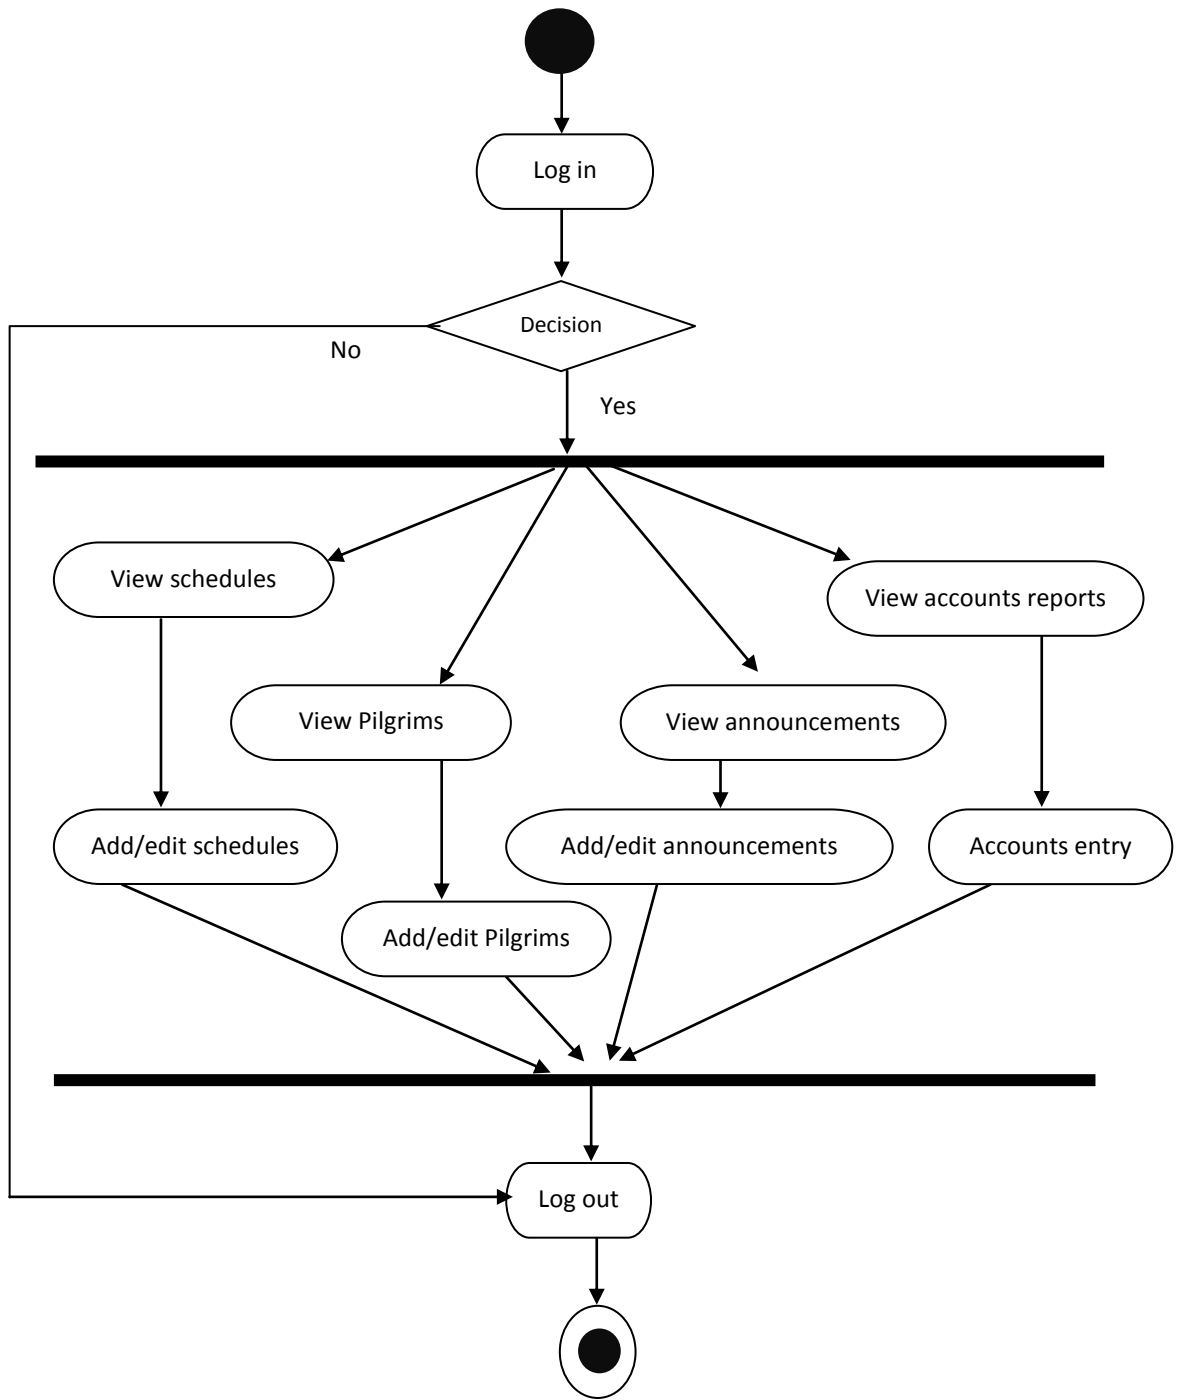 Log in
Decision
No
Yes
View schedules
View accounts reports
View Pilgrims
View announcements
Add/edit schedules
Add/edit announcements
Accounts entry
Add/edit Pilgrims
Log out